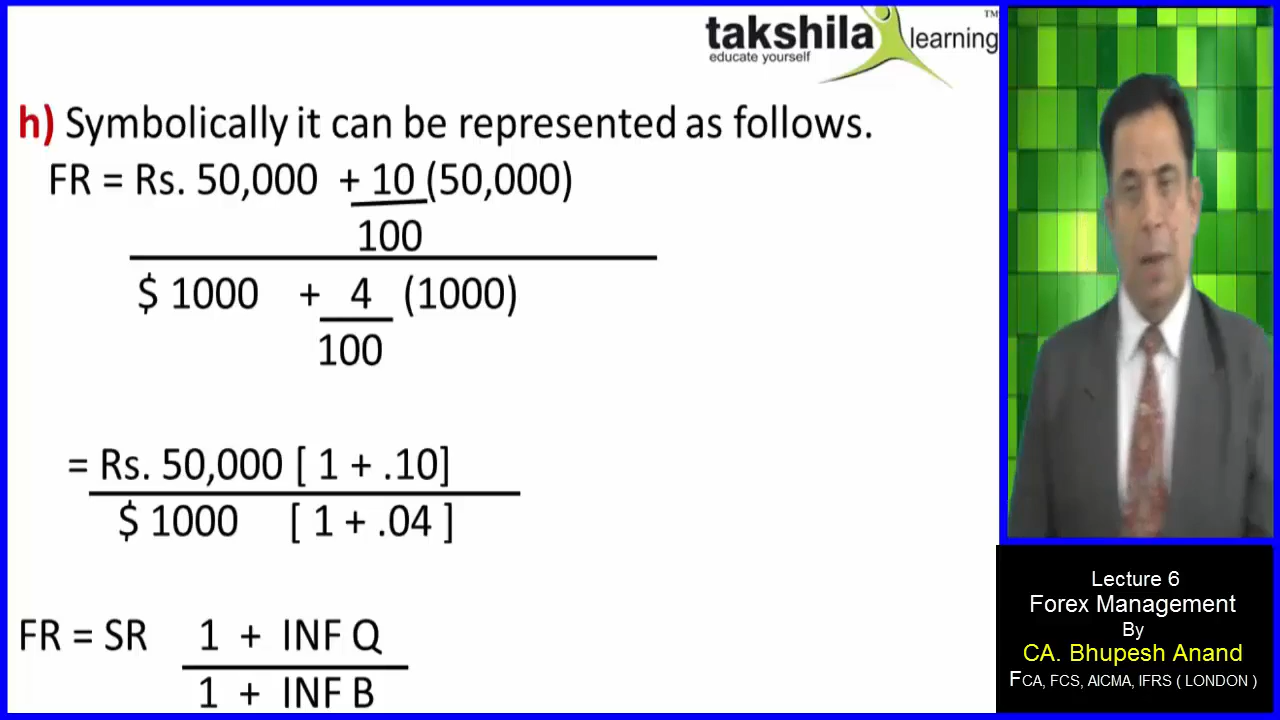 takshila learning™
educate yourself
h) Symbolically it can be represented as follows.
FR = Rs. 50,000 + 10 (50,000)
100
$ 1000 + 4 (1000)
100
= Rs. 50,000 [ 1 + .10]
$ 1000 [ 1 + .04 ]
FR = SR 1 + INF Q
1 + INF B
Lecture 6
Forex Management
By
CA. Bhupesh Anand
FCA, FCS, AICMA, IFRS ( LONDON )